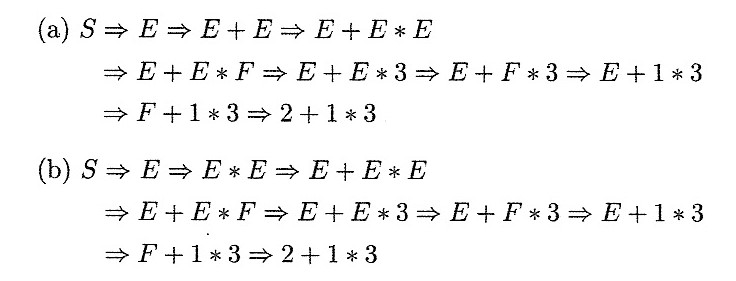 (a) S ⇒ E ⇒ E + E ⇒ E + E * E
⇒ E + E * F ⇒ E + E * 3 ⇒ E + F * 3 ⇒ E + 1 * 3
⇒ F + 1 * 3 ⇒ 2 + 1 * 3
(b) S ⇒ E ⇒ E * E ⇒ E + E * E
⇒ E + E * F ⇒ E + E * 3 ⇒ E + F * 3 ⇒ E + 1 * 3
⇒ F + 1 * 3 ⇒ 2 + 1 * 3